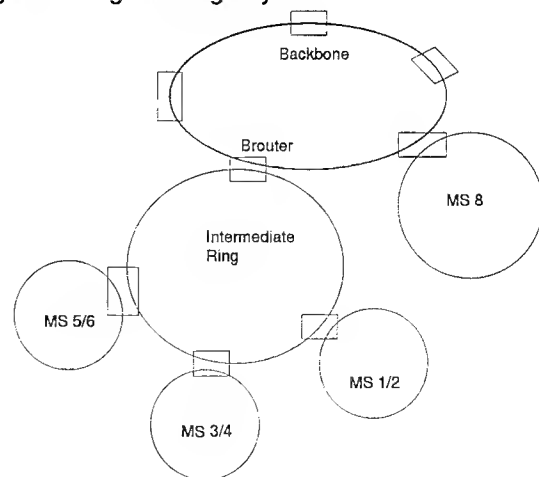 Backbone
Brouter
MS 8
Intermediate
Ring
MS 5/6
MS 1/2
MS 3/4